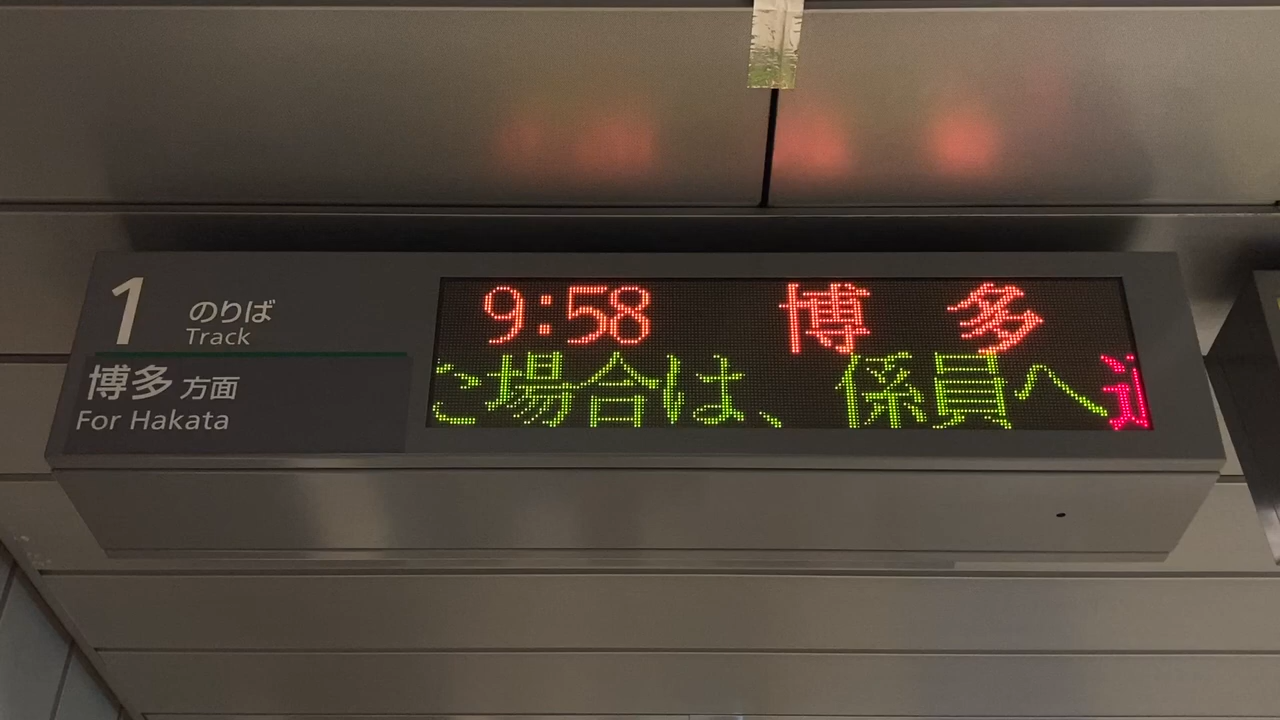 1 のりば
Track
博多 方面
For Hakata
9:58 博多
た場合は、係員へ